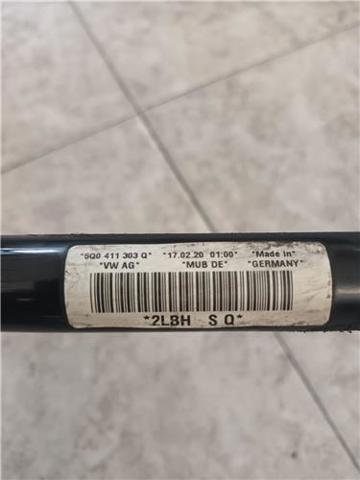 *5Q0 411 303 Q* *17.02.20 01:00* *Made in*
*VW AG* *MUB DE* *GERMANY*
*2LBH S Q*